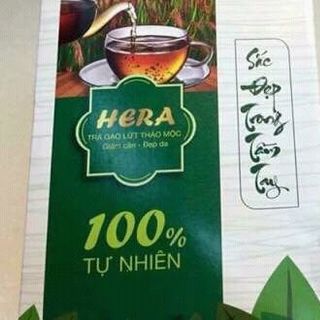 HERA
TRÀ GẠO LỨT THẢO MỘC
Giảm cân - Đẹp da
100%
TỰ NHIÊN
Sắc
Đẹp
Trong
Tầm
Tay